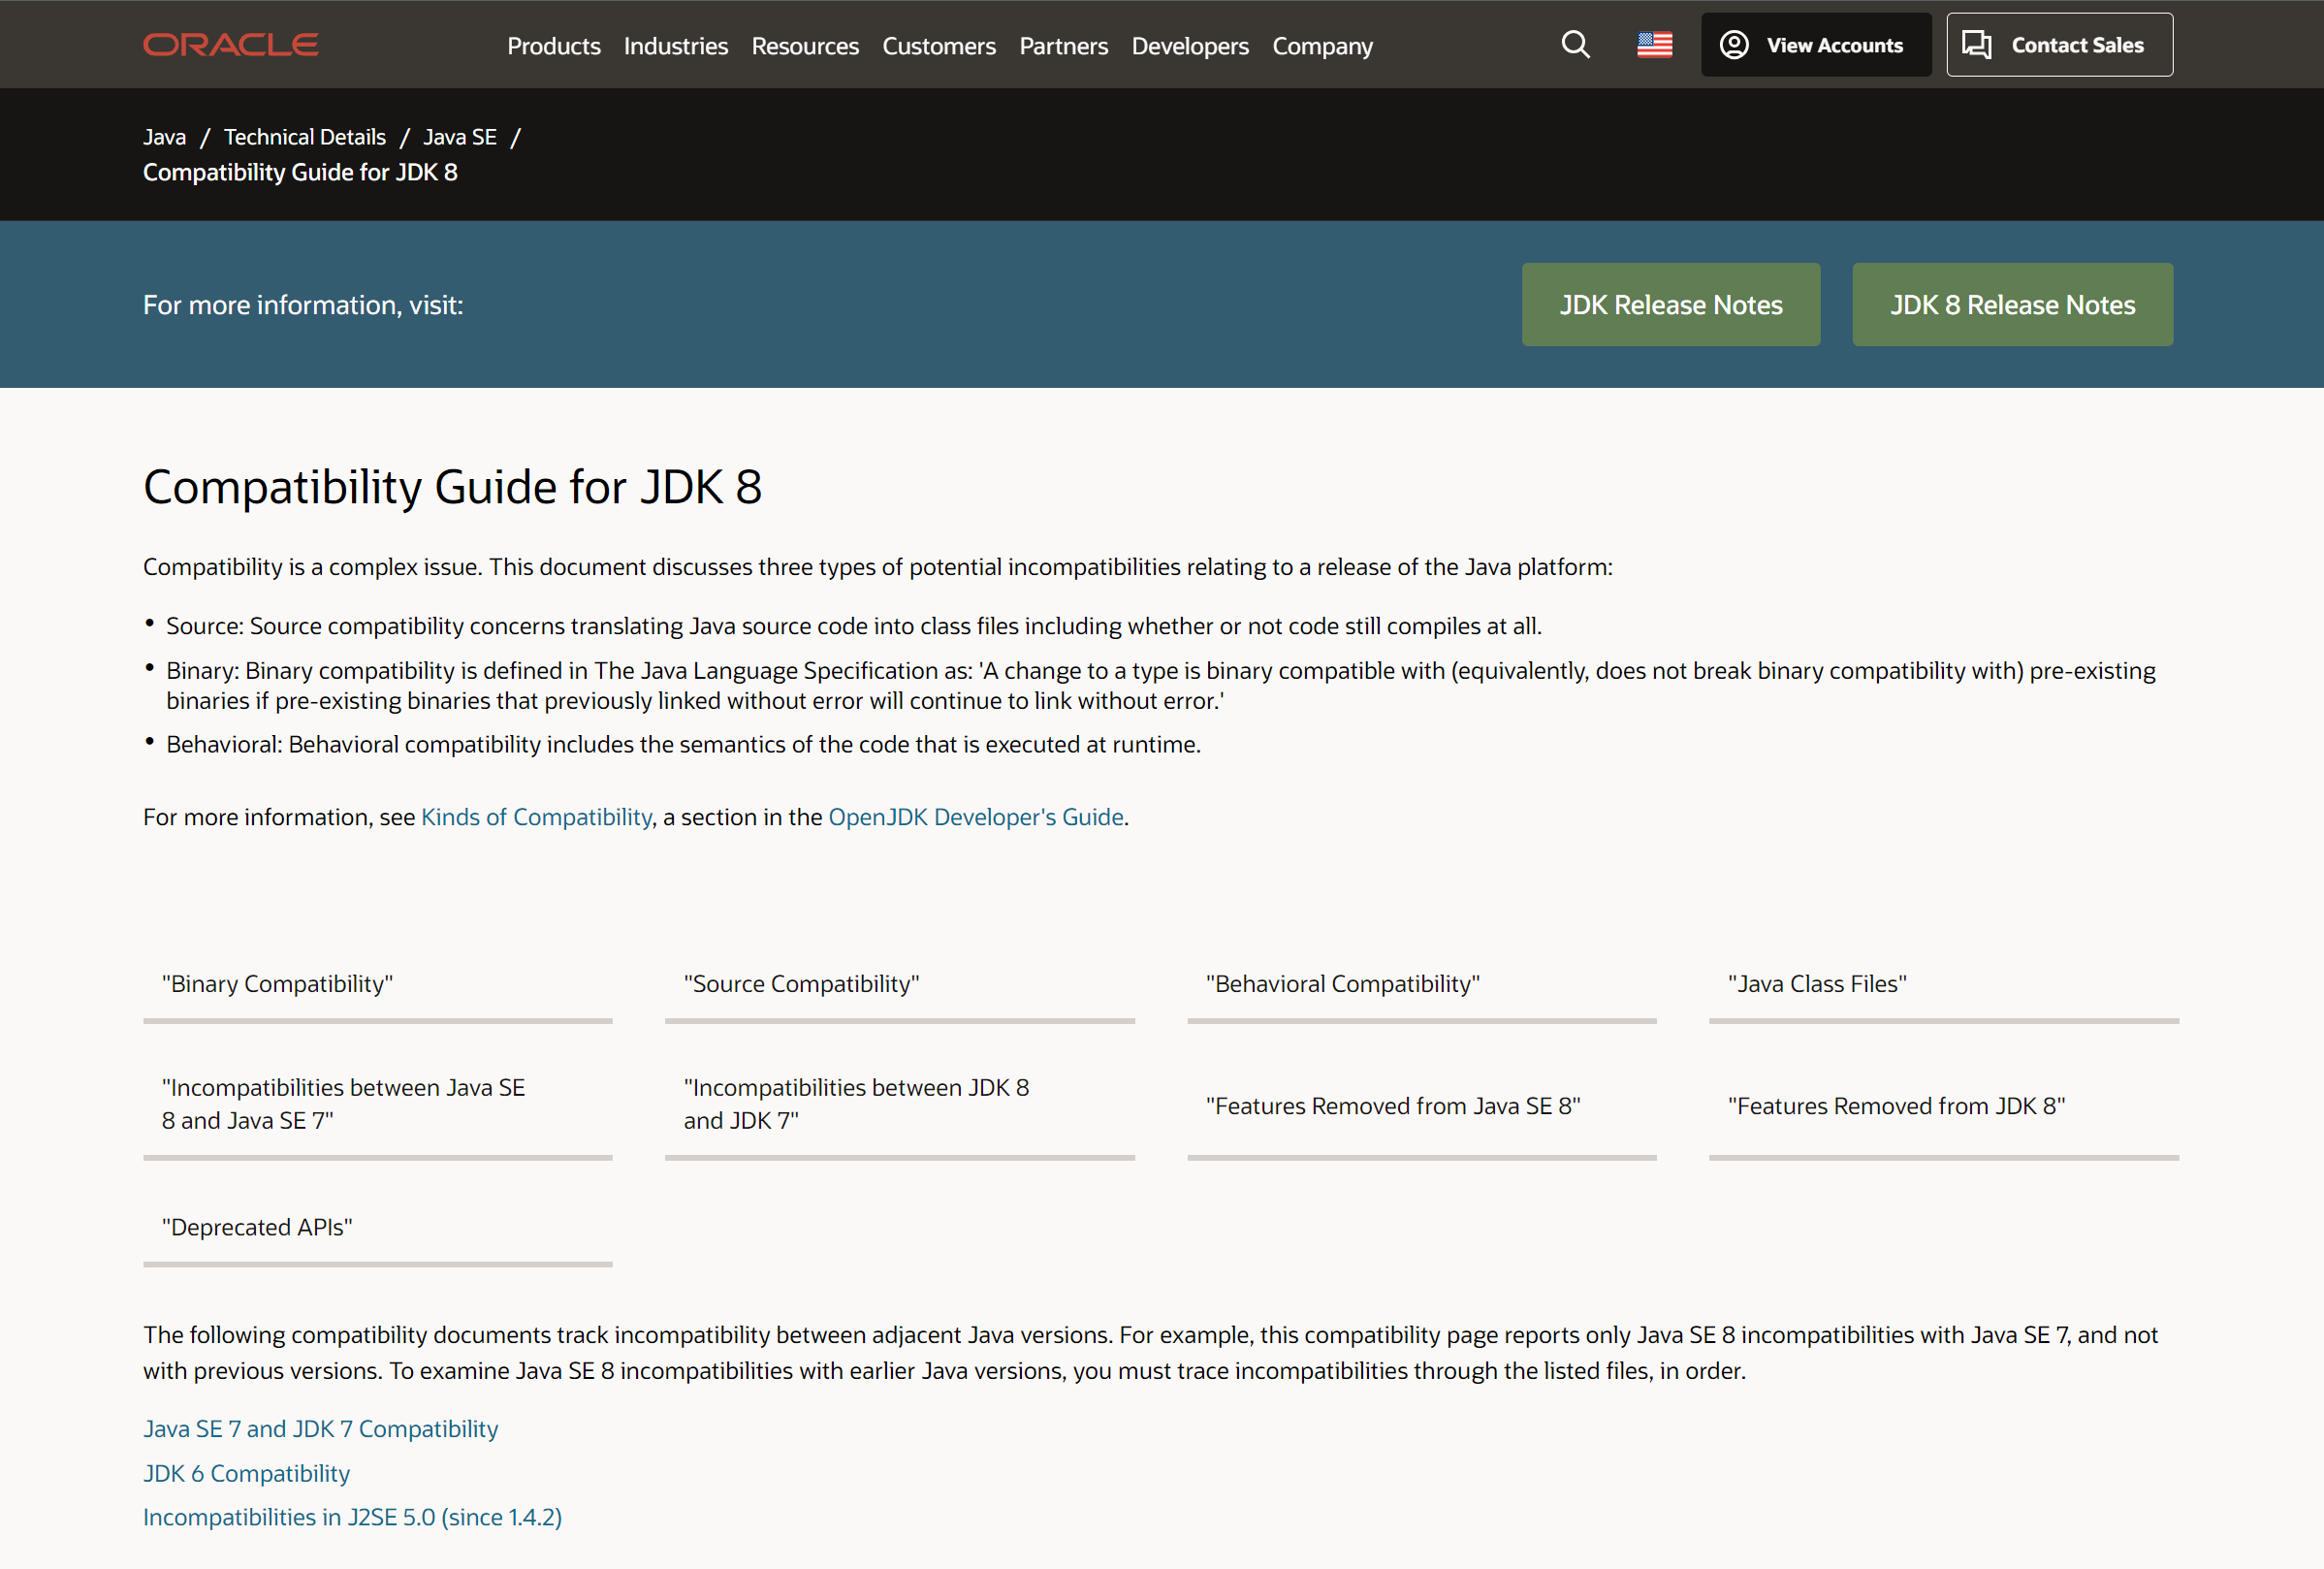 ORACLE
Products Industries Resources Customers Partners Developers Company
View Accounts
Contact Sales
Java / Technical Details / Java SE /
Compatibility Guide for JDK 8
For more information, visit:
JDK Release Notes
JDK 8 Release Notes
Compatibility Guide for JDK 8
Compatibility is a complex issue. This document discusses three types of potential incompatibilities relating to a release of the Java platform:
• Source: Source compatibility concerns translating Java source code into class files including whether or not code still compiles at all.
• Binary: Binary compatibility is defined in The Java Language Specification as: 'A change to a type is binary compatible with (equivalently, does not break binary compatibility with) pre-existing
binaries if pre-existing binaries that previously linked without error will continue to link without error.'
• Behavioral: Behavioral compatibility includes the semantics of the code that is executed at runtime.
For more information, see Kinds of Compatibility, a section in the OpenJDK Developer's Guide.
"Binary Compatibility"
"Source Compatibility"
"Behavioral Compatibility"
"Java Class Files"
"Incompatibilities between Java SE
8 and Java SE 7"
"Incompatibilities between JDK 8
and JDK 7"
"Features Removed from Java SE 8"
"Features Removed from JDK 8"
"Deprecated APIs"
The following compatibility documents track incompatibility between adjacent Java versions. For example, this compatibility page reports only Java SE 8 incompatibilities with Java SE 7, and not
with previous versions. To examine Java SE 8 incompatibilities with earlier Java versions, you must trace incompatibilities through the listed files, in order.
Java SE 7 and JDK 7 Compatibility
JDK 6 Compatibility
Incompatibilities in J2SE 5.0 (since 1.4.2)